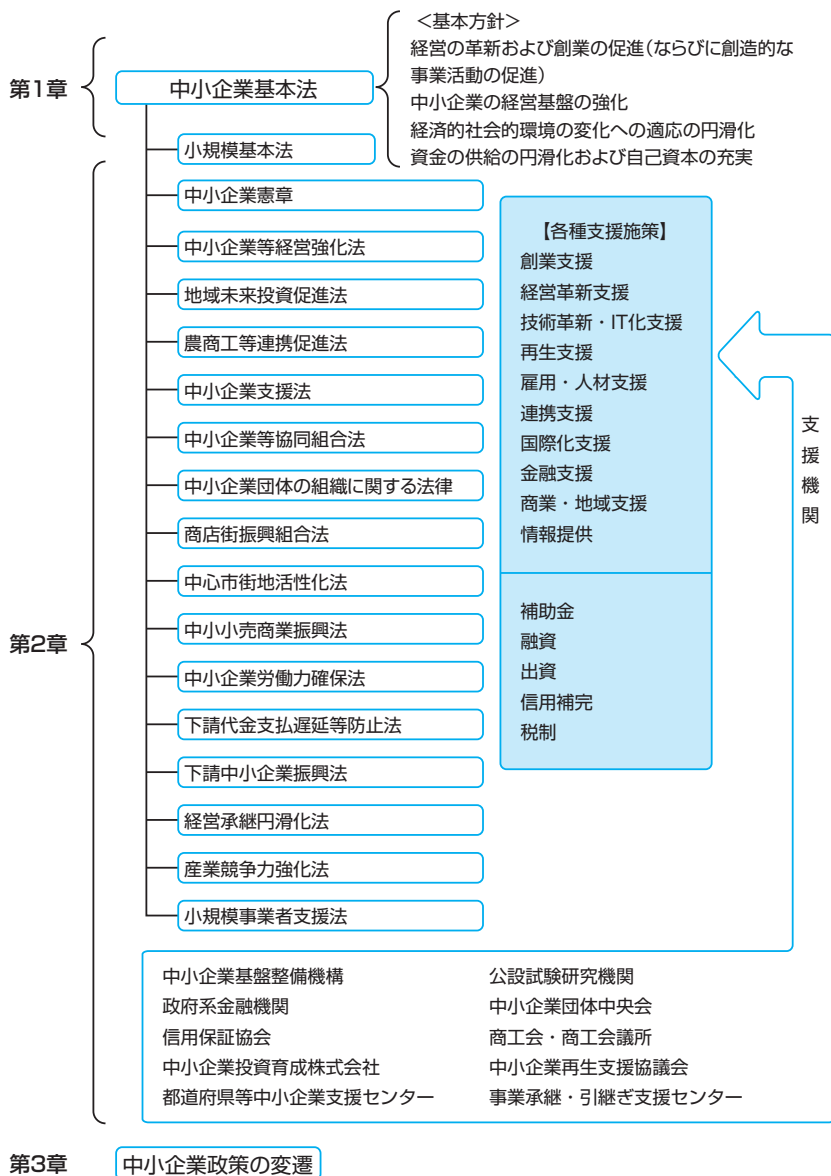 ＜基本方針＞
経営の革新および創業の促進（ならびに創造的な
事業活動の促進）
中小企業の経営基盤の強化
経済的社会的環境の変化への適応の円滑化
資金の供給の円滑化および自己資本の充実
第1章
中小企業基本法
小規模基本法
第2章
中小企業憲章
中小企業等経営強化法
地域未来投資促進法
農商工等連携促進法
中小企業支援法
中小企業等協同組合法
中小企業団体の組織に関する法律
商店街振興組合法
中心市街地活性化法
中小小売商業振興法
中小企業労働力確保法
下請代金支払遅延等防止法
下請中小企業振興法
経営承継円滑化法
産業競争力強化法
小規模事業者支援法
【各種支援施策】
創業支援
経営革新支援
技術革新・IT化支援
再生支援
雇用・人材支援
連携支援
国際化支援
金融支援
商業・地域支援
情報提供
補助金
融資
出資
信用補完
税制
支援機関
中小企業基盤整備機構
政府系金融機関
信用保証協会
中小企業投資育成株式会社
都道府県等中小企業支援センター
公設試験研究機関
中小企業団体中央会
商工会・商工会議所
中小企業再生支援協議会
事業承継・引継ぎ支援センター
第3章
中小企業政策の変遷